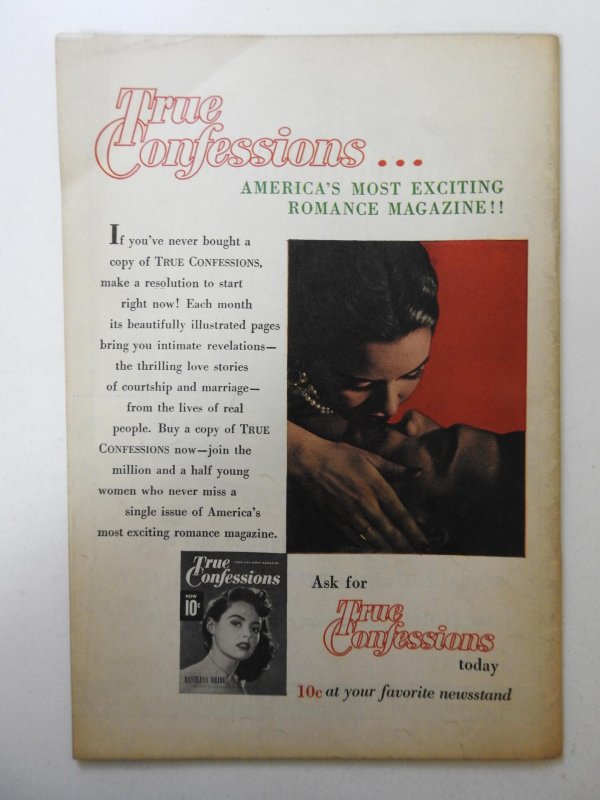 True
Confessions ...
AMERICA'S MOST EXCITING
ROMANCE MAGAZINE!!
If you've never bought a
copy of TRUE CONFESSIONS,
make a resolution to start
right now! Each month
its beautifully illustrated pages
bring you intimate revelations—
the thrilling love stories
of courtship and marriage—
from the lives of real
people. Buy a copy of TRUE
CONFESSIONS now—join the
million and a half young
women who never miss a
single issue of America's
most exciting romance magazine.
True
Confessions
NOW
10c
BRIDE
Ask for
True
Confessions
today
10c at your favorite newsstand